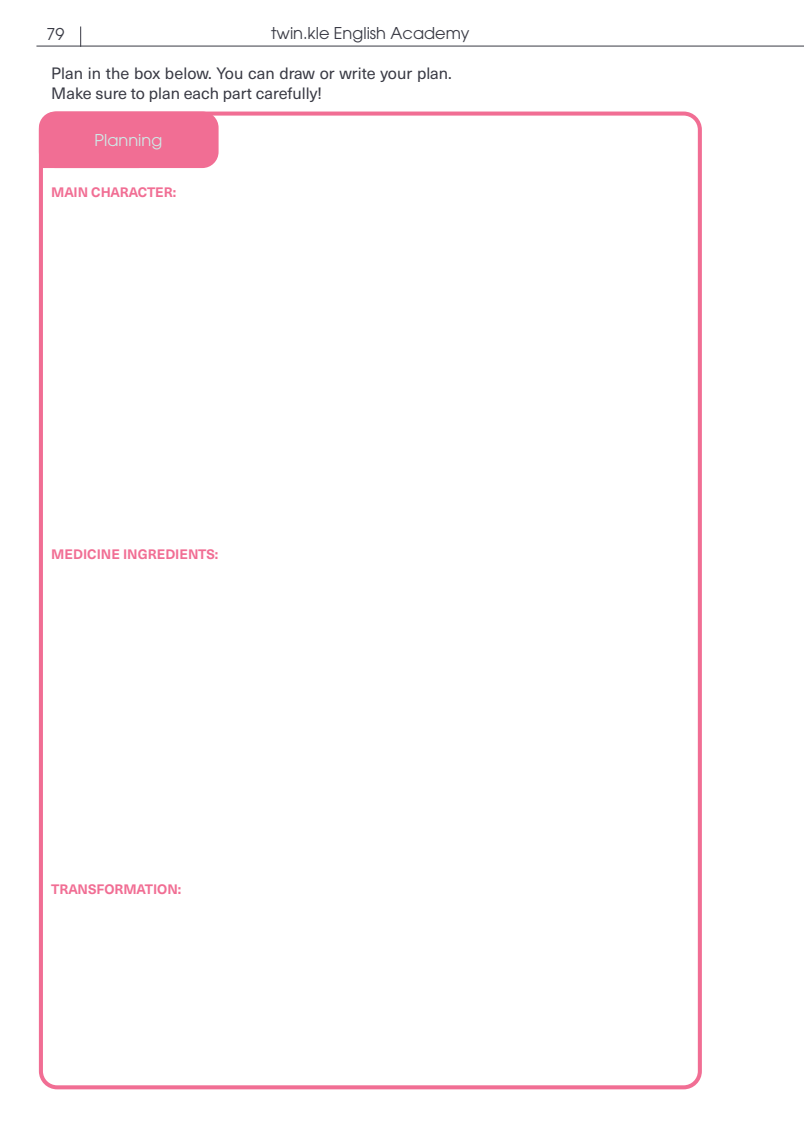 79
twin.kle English Academy
Plan in the box below. You can draw or write your plan.
Make sure to plan each part carefully!
Planning
MAIN CHARACTER:
MEDICINE INGREDIENTS:
TRANSFORMATION: